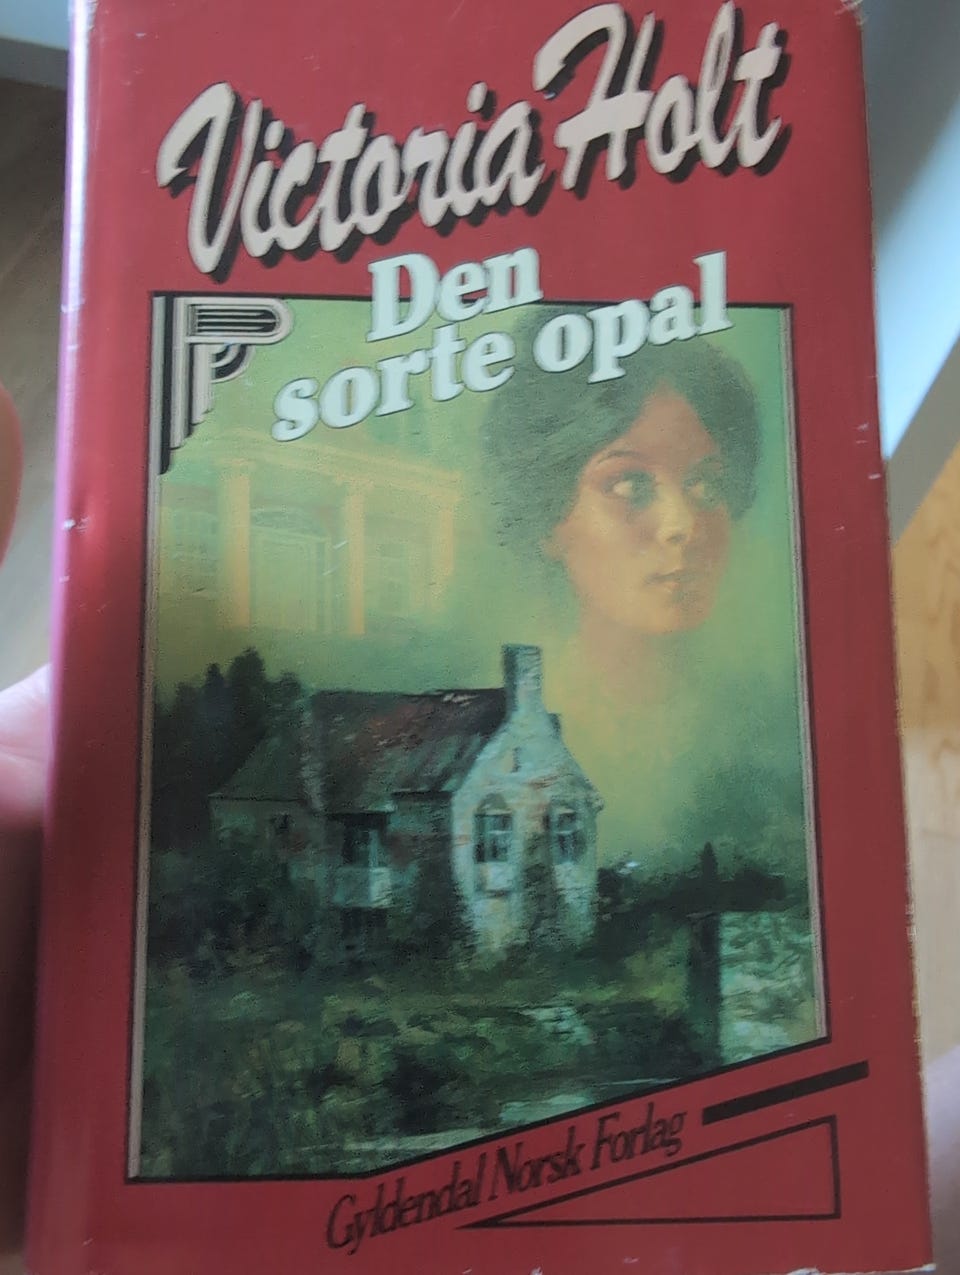 Victoria Holt
Den
sorte opal
Gyldendal Norsk Forlag